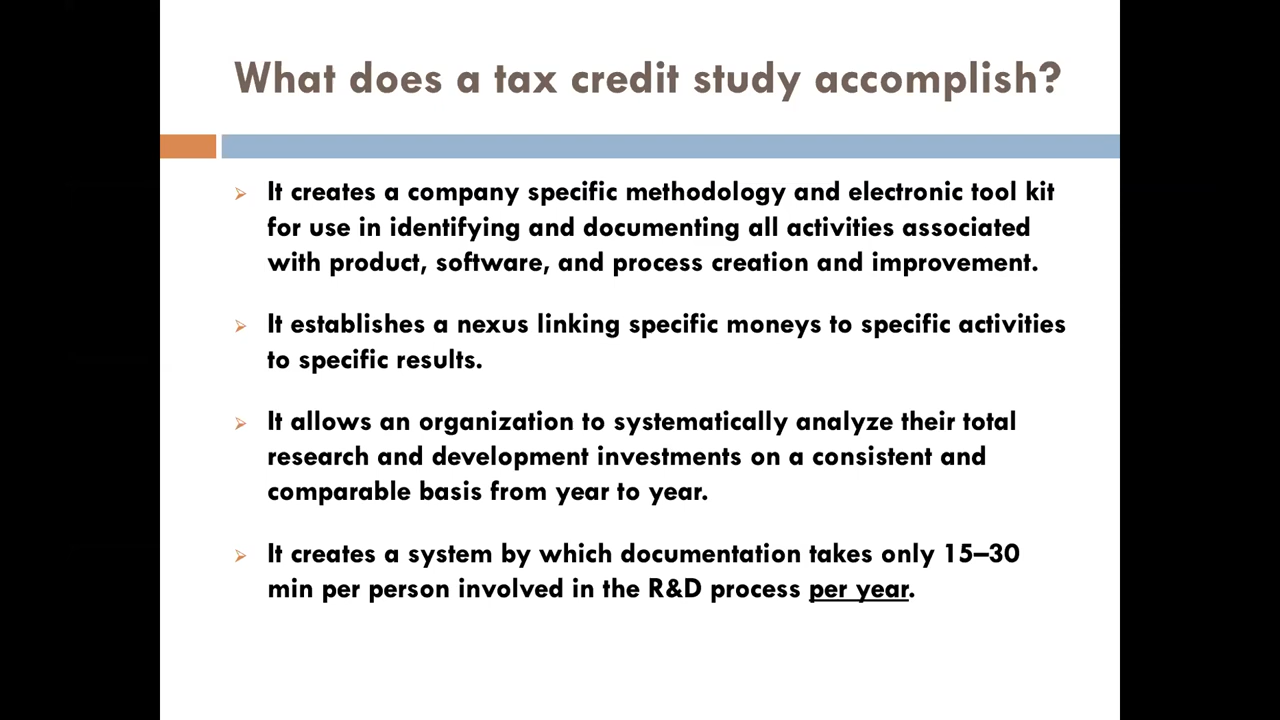 What does a tax credit study accomplish?
It creates a company specific methodology and electronic tool kit
for use in identifying and documenting all activities associated
with product, software, and process creation and improvement.
It establishes a nexus linking specific moneys to specific activities
to specific results.
It allows an organization to systematically analyze their total
research and development investments on a consistent and
comparable basis from year to year.
It creates a system by which documentation takes only 15–30
min per person involved in the R&D process per year.